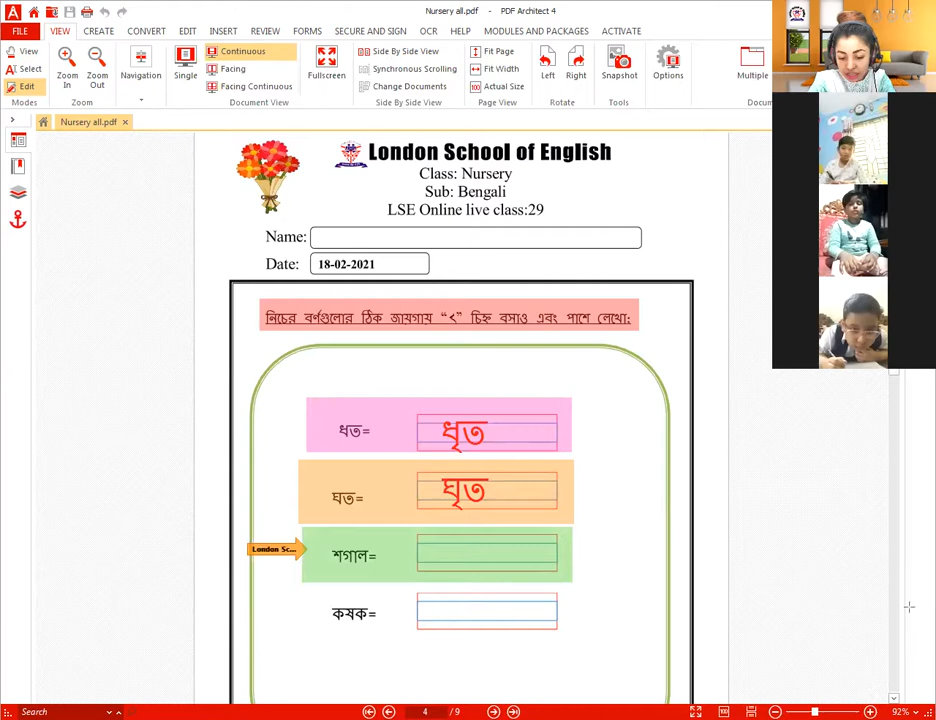 Nursery all.pdf - PDF Architect 4
FILE VIEW CREATE CONVERT EDIT INSERT REVIEW FORMS SECURE AND SIGN OCR HELP MODULES AND PACKAGES ACTIVATE
View
Select
Edit
Modes
Zoom In
Zoom Out
Zoom
Navigation
Single
Continuous
Facing
Facing Continuous
Document View
Fullscreen
Side By Side View
Synchronous Scrolling
Change Documents
Side By Side View
Fit Page
Fit Width
Actual Size
Page View
Left
Right
Rotate
Snapshot
Tools
Options
Multiple
Docu
Nursery all.pdf
London School of English
Class: Nursery
Sub: Bengali
LSE Online live class:29
Name:
Date: 18-02-2021
নিচের বর্ণগুলোর ঠিক জায়গায় “ৃ” চিহ্ন বসাও এবং পাশে লেখো:
ধত= ধৃত
ঘত= ঘৃত
London Sc...
শগাল=
কষক=
Search 4 / 9 92%